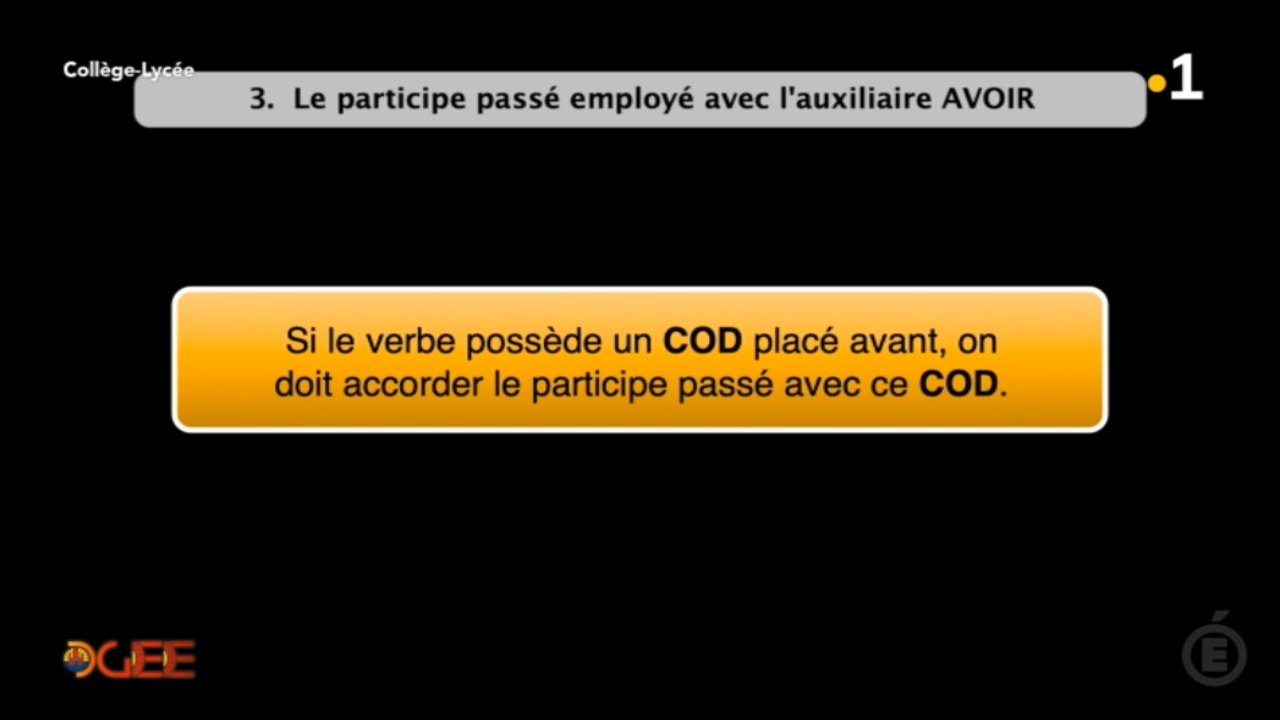 Collège-Lycée
1
3. Le participe passé employé avec l'auxiliaire AVOIR
Si le verbe possède un COD placé avant, on
doit accorder le participe passé avec ce COD.
DGEE
É